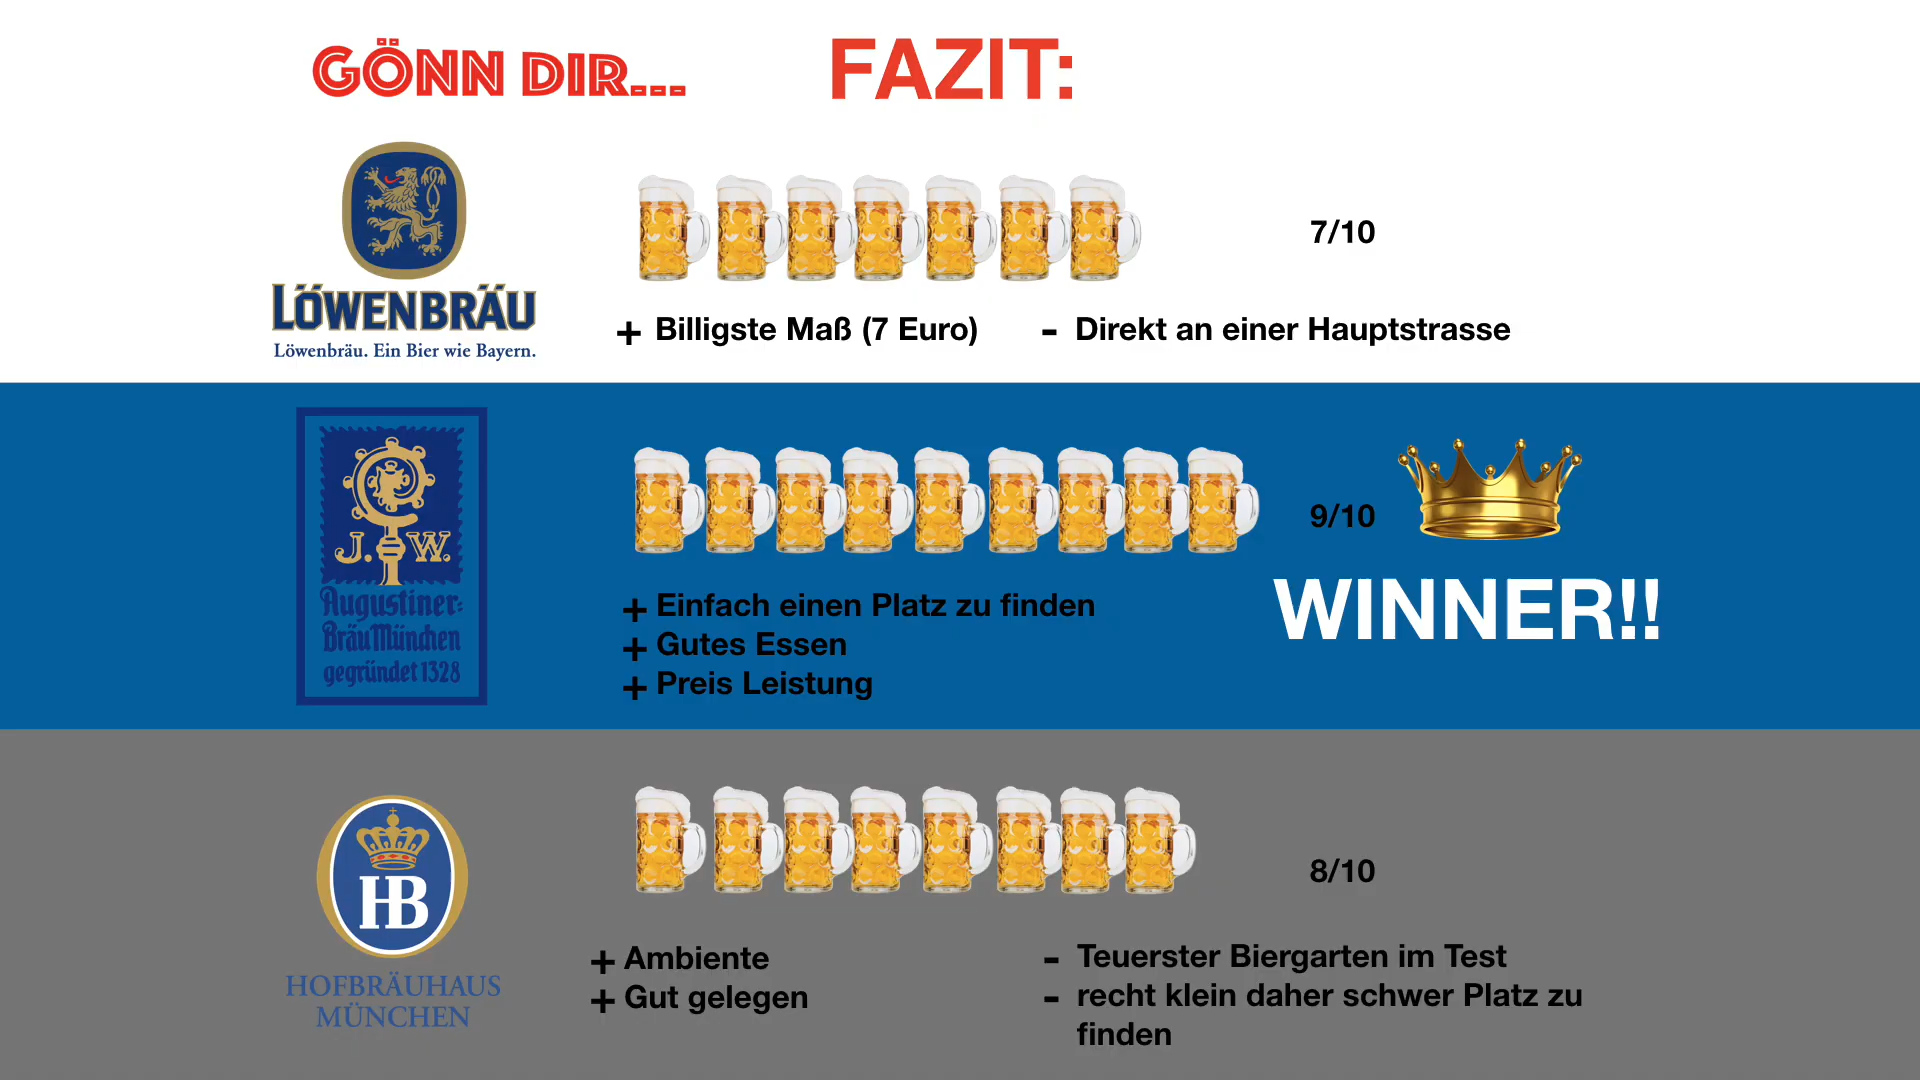 GÖNN DIR...
FAZIT:
LÖWENBRÄU
Löwenbräu. Ein Bier wie Bayern.
7/10
+ Billigste Maß (7 Euro)
- Direkt an einer Hauptstrasse
J. W.
Augustiner-
Bräu München
gegründet 1328
9/10
WINNER!!
+ Einfach einen Platz zu finden
+ Gutes Essen
+ Preis Leistung
HB
HOFBRÄUHAUS
MÜNCHEN
8/10
+ Ambiente
+ Gut gelegen
- Teuerster Biergarten im Test
- recht klein daher schwer Platz zu
finden